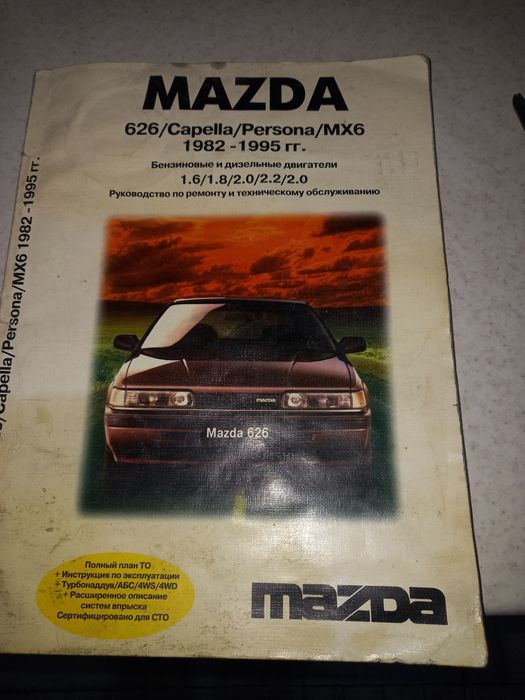 MAZDA
626/Capella/Persona/MX6
1982 - 1995 гг.
Бензиновые и дизельные двигатели
1.6/1.8/2.0/2.2/2.0
Руководство по ремонту и техническому обслуживанию
/Capella/Persona/MX6 1982 - 1995 гг.
mazda
Mazda 626
Полный план ТО
+ Инструкция по эксплуатации
+ Турбонаддув/АБС/4WS/4WD
+ Расширенное описание
систем впрыска
Сертифицировано для СТО
mazda